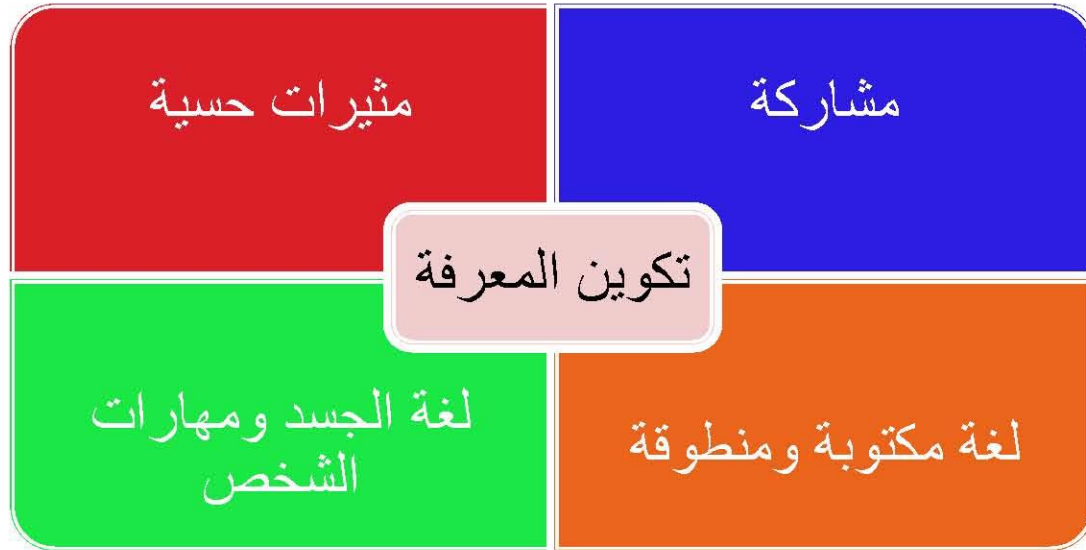 مشاركة
مثيرات حسية
تكوين المعرفة
لغة مكتوبة ومنطوقة
لغة الجسد ومهارات
الشخص